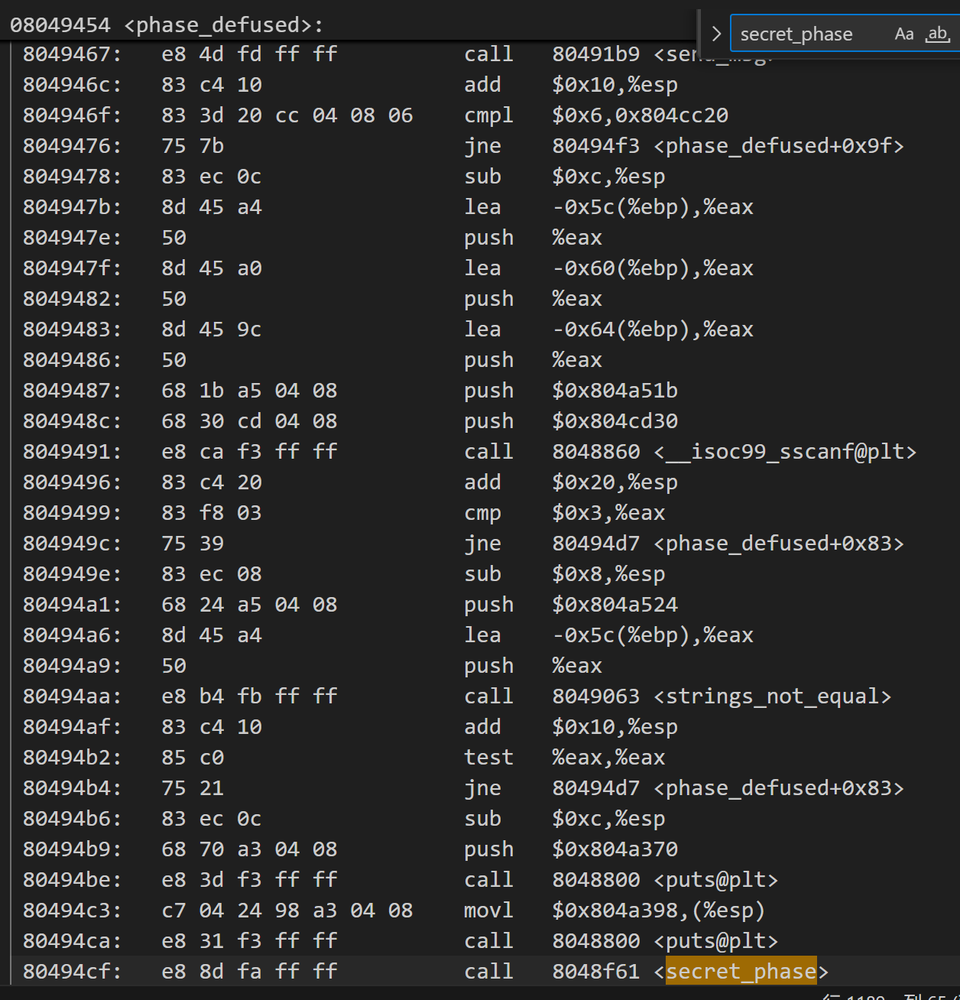 08049454 <phase_defused>:
secret_phase Aa ab
8049467: e8 4d fd ff ff call 80491b9 <send_msg>
804946c: 83 c4 10 add $0x10,%esp
804946f: 83 3d 20 cc 04 08 06 cmpl $0x6,0x804cc20
8049476: 75 7b jne 80494f3 <phase_defused+0x9f>
8049478: 83 ec 0c sub $0xc,%esp
804947b: 8d 45 a4 lea -0x5c(%ebp),%eax
804947e: 50 push %eax
804947f: 8d 45 a0 lea -0x60(%ebp),%eax
8049482: 50 push %eax
8049483: 8d 45 9c lea -0x64(%ebp),%eax
8049486: 50 push %eax
8049487: 68 1b a5 04 08 push $0x804a51b
804948c: 68 30 cd 04 08 push $0x804cd30
8049491: e8 ca f3 ff ff call 8048860 <__isoc99_sscanf@plt>
8049496: 83 c4 20 add $0x20,%esp
8049499: 83 f8 03 cmp $0x3,%eax
804949c: 75 39 jne 80494d7 <phase_defused+0x83>
804949e: 83 ec 08 sub $0x8,%esp
80494a1: 68 24 a5 04 08 push $0x804a524
80494a6: 8d 45 a4 lea -0x5c(%ebp),%eax
80494a9: 50 push %eax
80494aa: e8 b4 fb ff ff call 8049063 <strings_not_equal>
80494af: 83 c4 10 add $0x10,%esp
80494b2: 85 c0 test %eax,%eax
80494b4: 75 21 jne 80494d7 <phase_defused+0x83>
80494b6: 83 ec 0c sub $0xc,%esp
80494b9: 68 70 a3 04 08 push $0x804a370
80494be: e8 3d f3 ff ff call 8048800 <puts@plt>
80494c3: c7 04 24 98 a3 04 08 movl $0x804a398,(%esp)
80494ca: e8 31 f3 ff ff call 8048800 <puts@plt>
80494cf: e8 8d fa ff ff call 8048f61 <secret_phase>